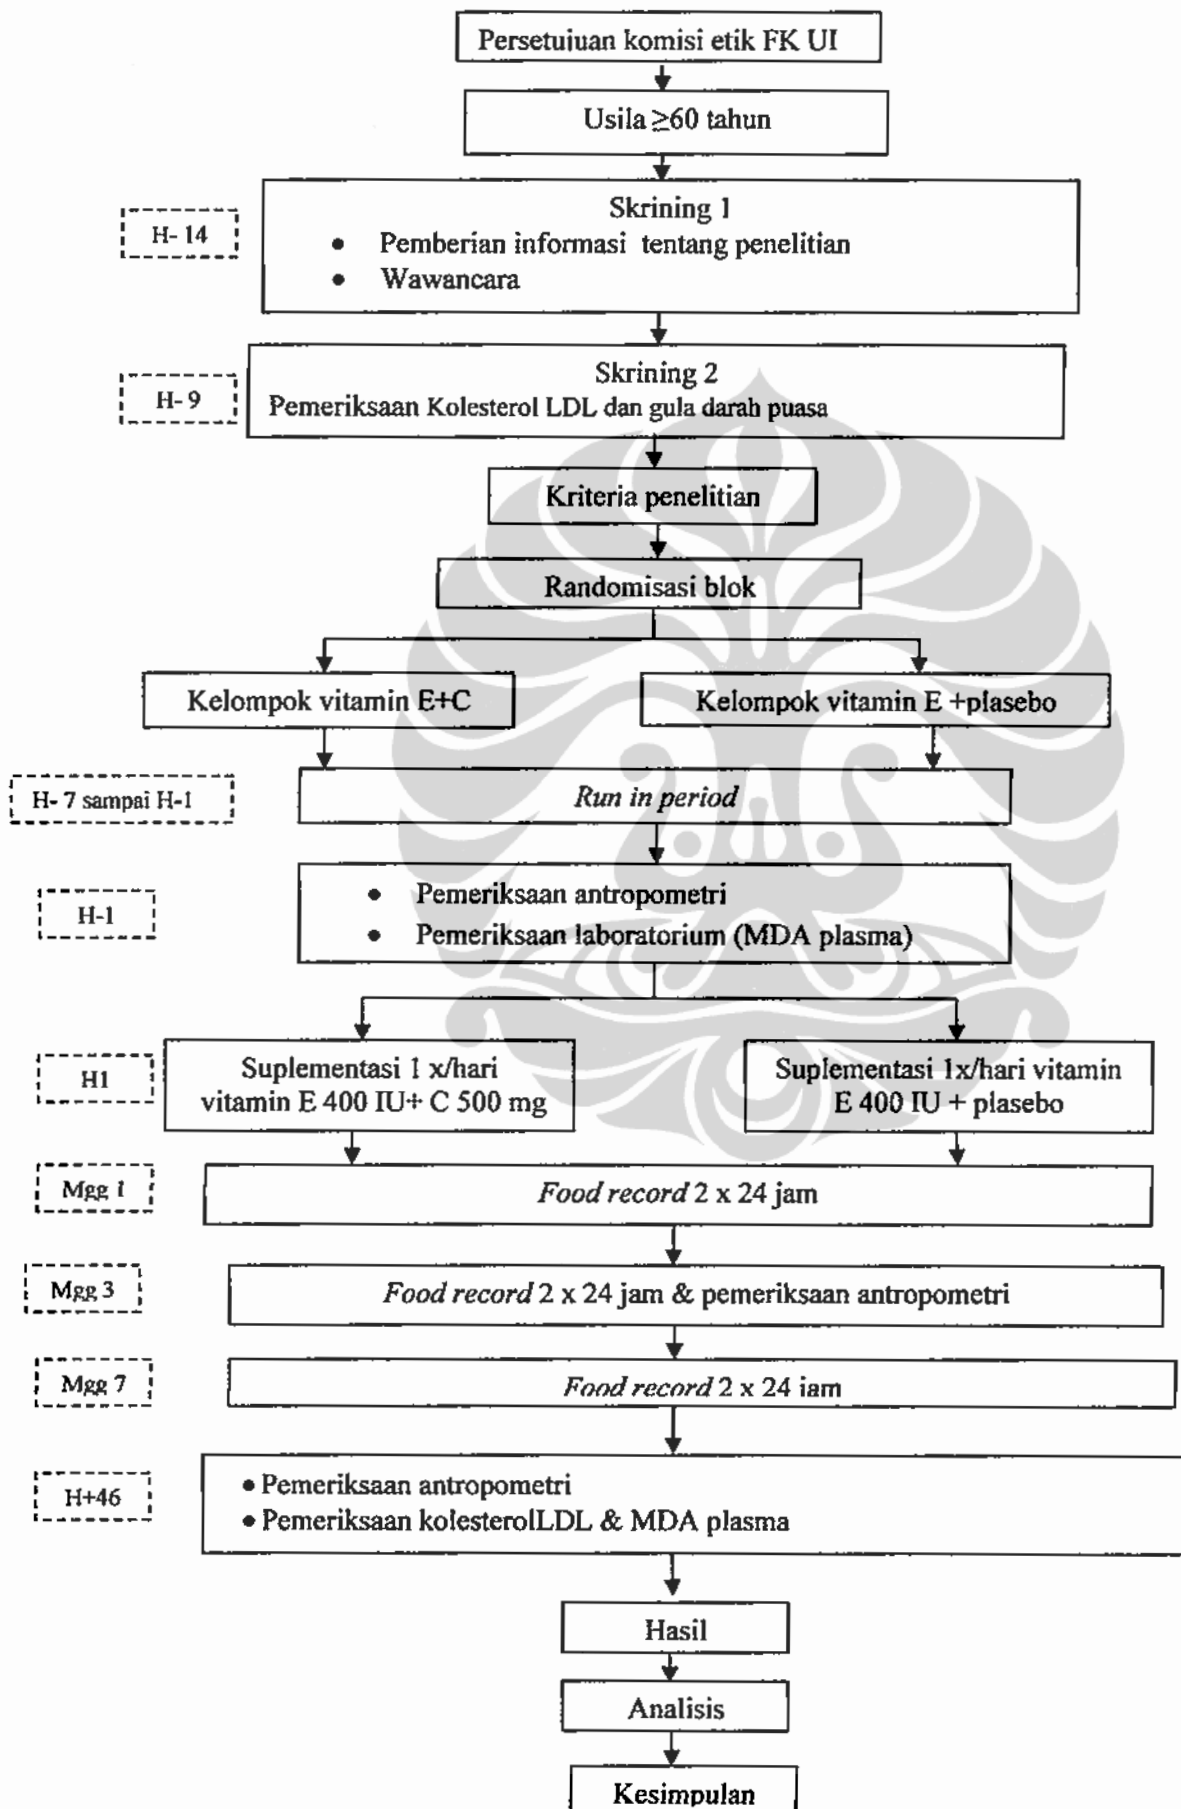 Persetuiuan komisi etik FK UI
Usila ≥60 tahun
H- 14
Skrining 1
• Pemberian informasi tentang penelitian
• Wawancara
H- 9
Skrining 2
Pemeriksaan Kolesterol LDL dan gula darah puasa
Kriteria penelitian
Randomisasi blok
Kelompok vitamin E+C
Kelompok vitamin E +plasebo
H- 7 sampai H-1
Run in period
H-1
• Pemeriksaan antropometri
• Pemeriksaan laboratorium (MDA plasma)
H1
Suplementasi 1 x/hari
vitamin E 400 IU+ C 500 mg
Suplementasi 1x/hari vitamin
E 400 IU + plasebo
Mgg 1
Food record 2 x 24 jam
Mgg 3
Food record 2 x 24 jam & pemeriksaan antropometri
Mgg 7
Food record 2 x 24 iam
H+46
• Pemeriksaan antropometri
• Pemeriksaan kolesterolLDL & MDA plasma
Hasil
Analisis
Kesimpulan